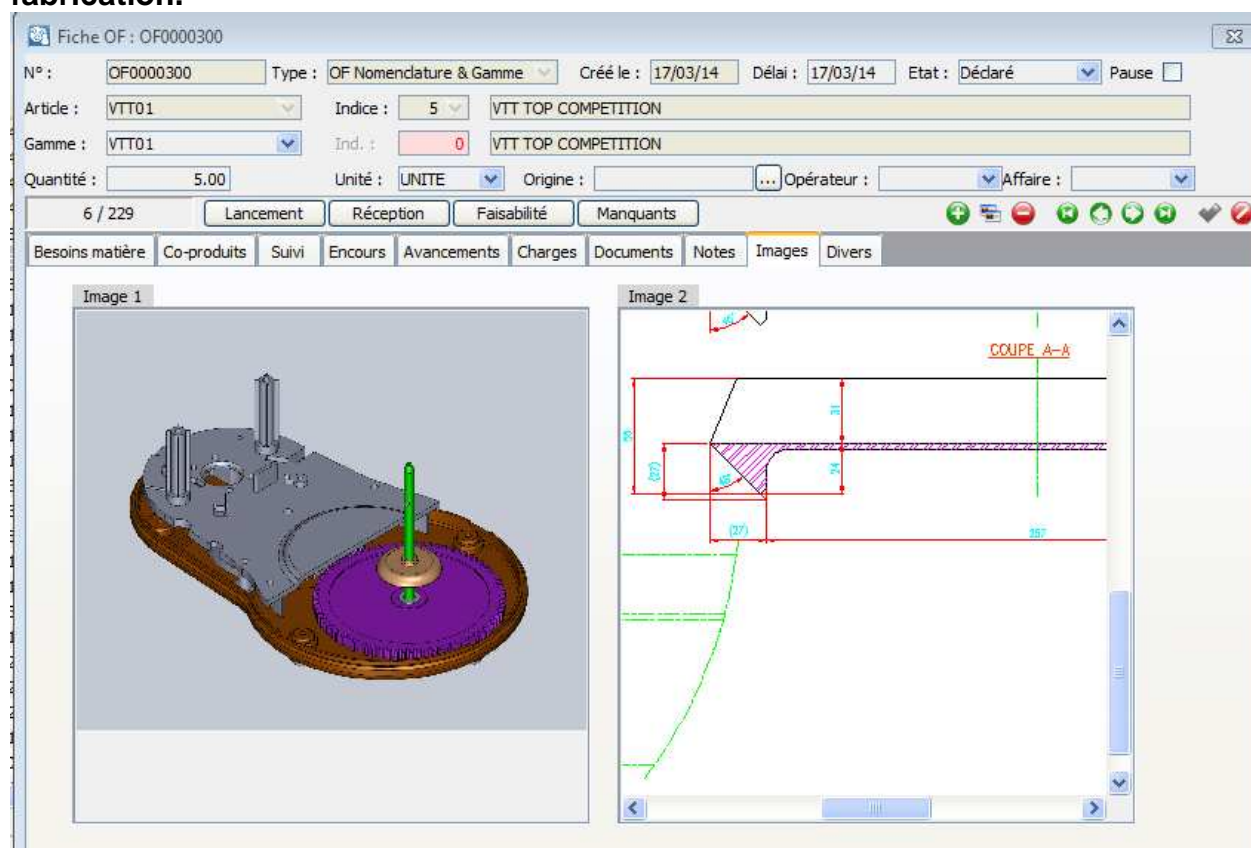 fabrication.
Fiche OF : OF0000300
N° : OF0000300 Type : OF Nomendature & Gamme Créé le : 17/03/14 Délai : 17/03/14 Etat : Déclaré Pause
Article : VTT01 Indice : 5 VTT TOP COMPETITION
Gamme : VTT01 Ind. : 0 VTT TOP COMPETITION
Quantité : 5.00 Unité : UNITE Origine : ... Opérateur : Affaire :
6 / 229 Lancement Réception Faisabilité Manquants
Besoins matière Co-produits Suivi Encours Avancements Charges Documents Notes Images Divers
Image 1 Image 2
COUPE A-A
31
(27) 24
(27)